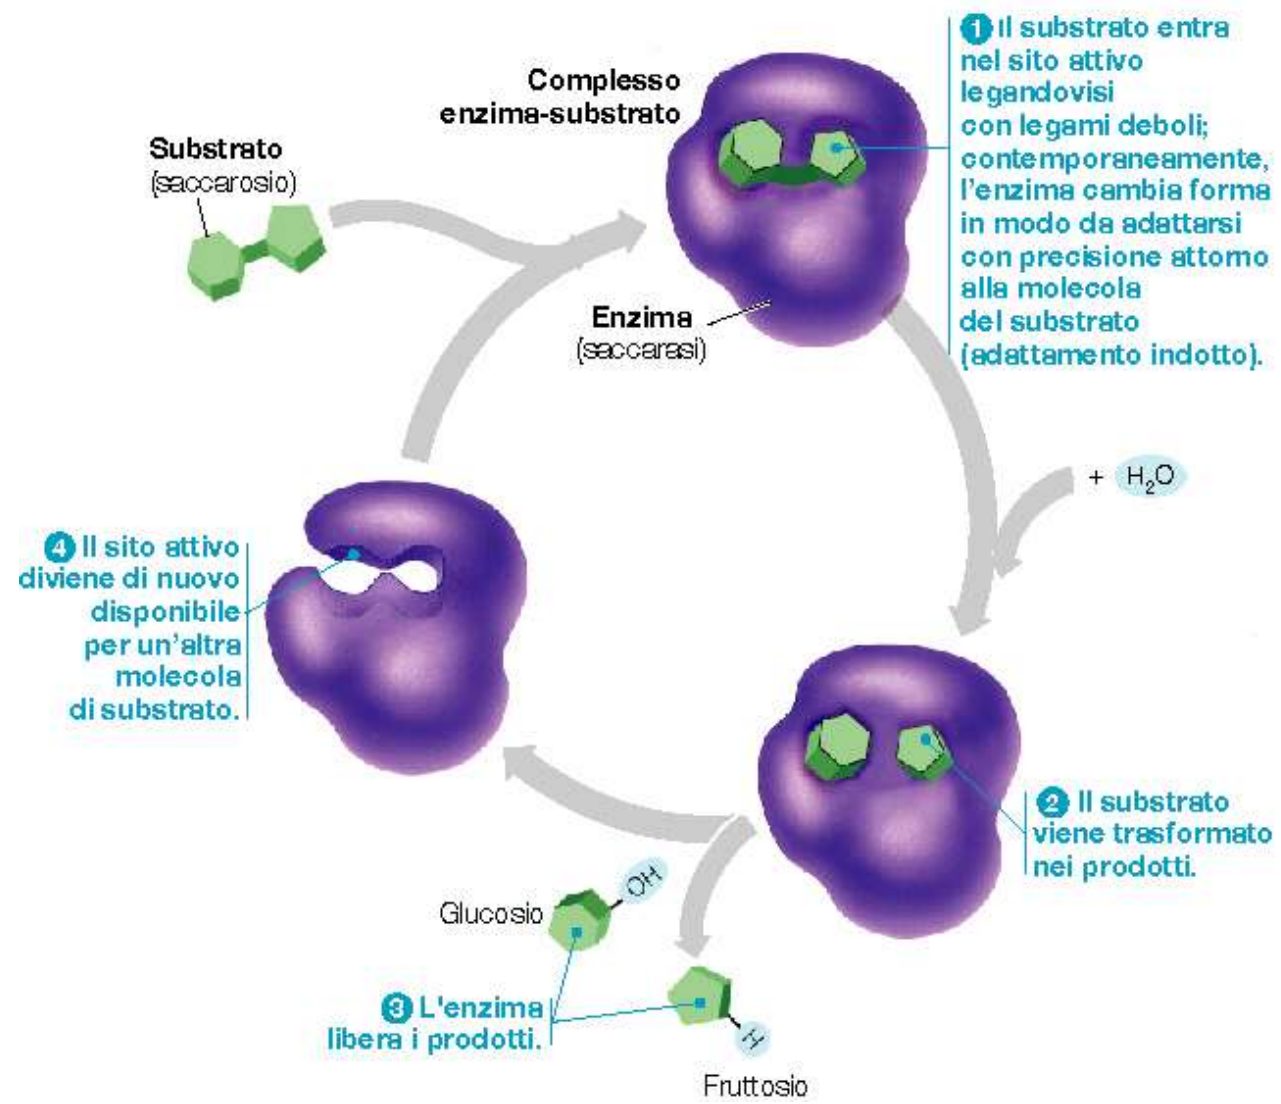 Complesso
enzima-substrato
Substrato
(saccarosio)
Enzima
(saccarasi)
1 Il substrato entra
nel sito attivo
legandovisi
con legami deboli;
contemporaneamente,
l'enzima cambia forma
in modo da adattarsi
con precisione attorno
alla molecola
del substrato
(adattamento indotto).
+ H₂O
2 Il substrato
viene trasformato
nei prodotti.
Glucosio
OH
3 L'enzima
libera i prodotti.
H
Fruttosio
4 Il sito attivo
diviene di nuovo
disponibile
per un'altra
molecola
di substrato.